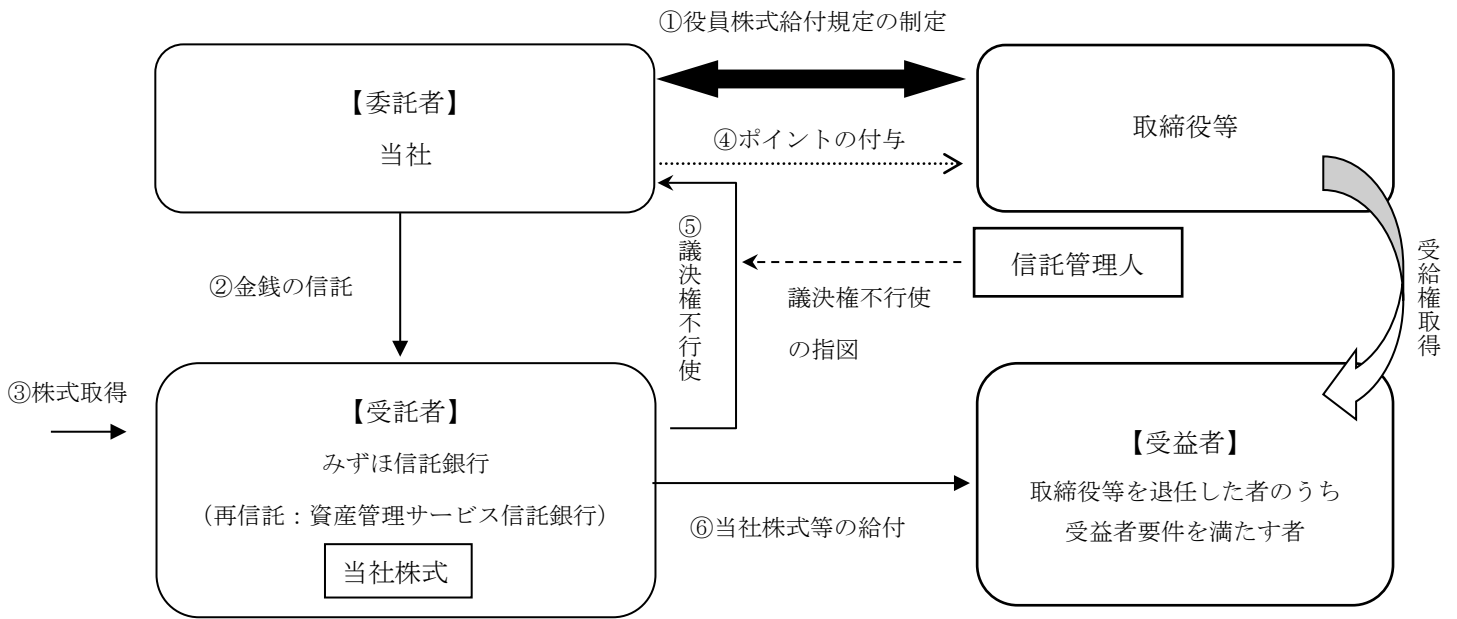 ①役員株式給付規定の制定
【委託者】
当社
取締役等
④ポイントの付与
⑤議決権不行使
信託管理人
議決権不行使
の指図
受給権取得
②金銭の信託
③株式取得
【受託者】
みずほ信託銀行
（再信託：資産管理サービス信託銀行）
当社株式
⑥当社株式等の給付
【受益者】
取締役等を退任した者のうち
受益者要件を満たす者